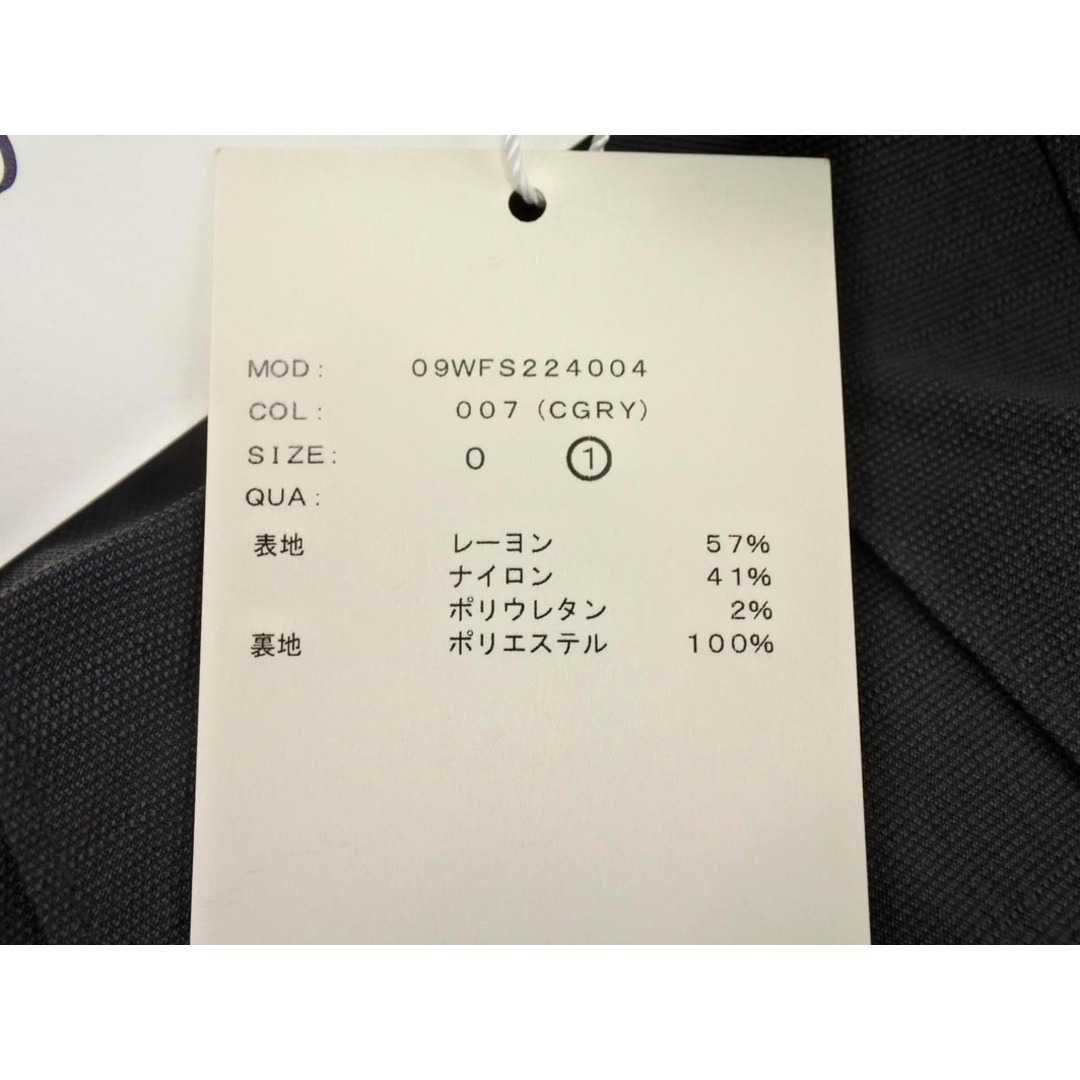 MOD: 09WFS224004
COL: 007 (CGRY)
SIZE: 0 ①
QUA:
表地 レーヨン 57%
ナイロン 41%
ポリウレタン 2%
裏地 ポリエステル 100%